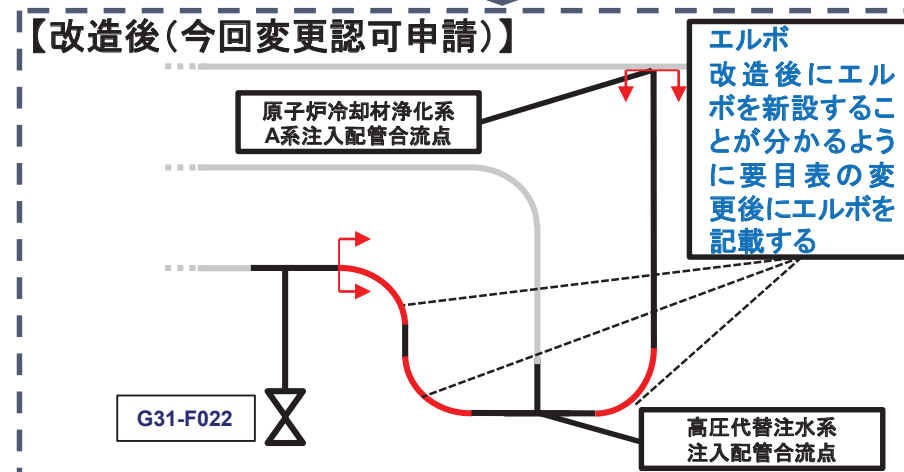 【改造後(今回変更認可申請)】
エルボ
改造後にエル
ボを新設するこ
とが分かるよう
に要目表の変
更後にエルボを
記載する
原子炉冷却材浄化系
A系注入配管合流点
G31-F022
高圧代替注水系
注入配管合流点